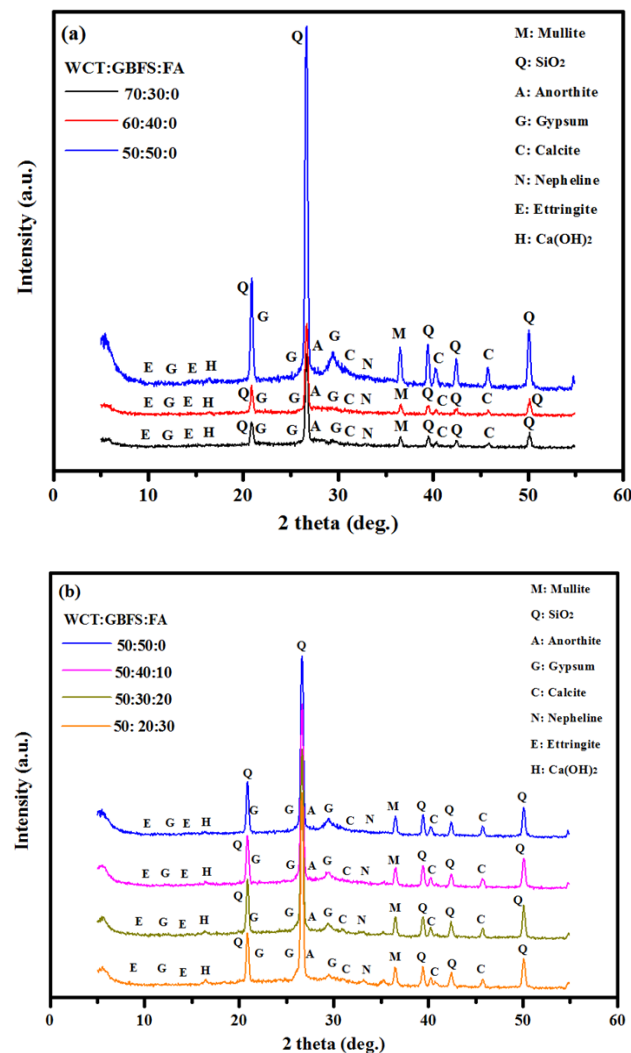 (a)
WCT:GBFS:FA
70:30:0
60:40:0
50:50:0
M: Mullite
Q: SiO₂
A: Anorthite
G: Gypsum
C: Calcite
N: Nepheline
E: Ettringite
H: Ca(OH)₂
Q
Q
G
E G E H G A G C N M Q C Q C Q
E G E H Q G G A G C N M Q C Q C Q
E G E H Q G G A G C N M Q C Q C Q
Intensity (a.u.)
0 10 20 30 40 50 60
2 theta (deg.)
(b)
WCT:GBFS:FA
50:50:0
50:40:10
50:30:20
50: 20:30
M: Mullite
Q: SiO₂
A: Anorthite
G: Gypsum
C: Calcite
N: Nepheline
E: Ettringite
H: Ca(OH)₂
Q
E G E H Q G G A G C N M Q C Q C Q
E G E H Q G G A G C N M Q C Q C Q
E G E H Q G G A G C N M Q C Q C Q
E G E H Q G G A G C N M Q C Q C Q
Intensity (a.u.)
0 10 20 30 40 50 60
2 theta (deg.)